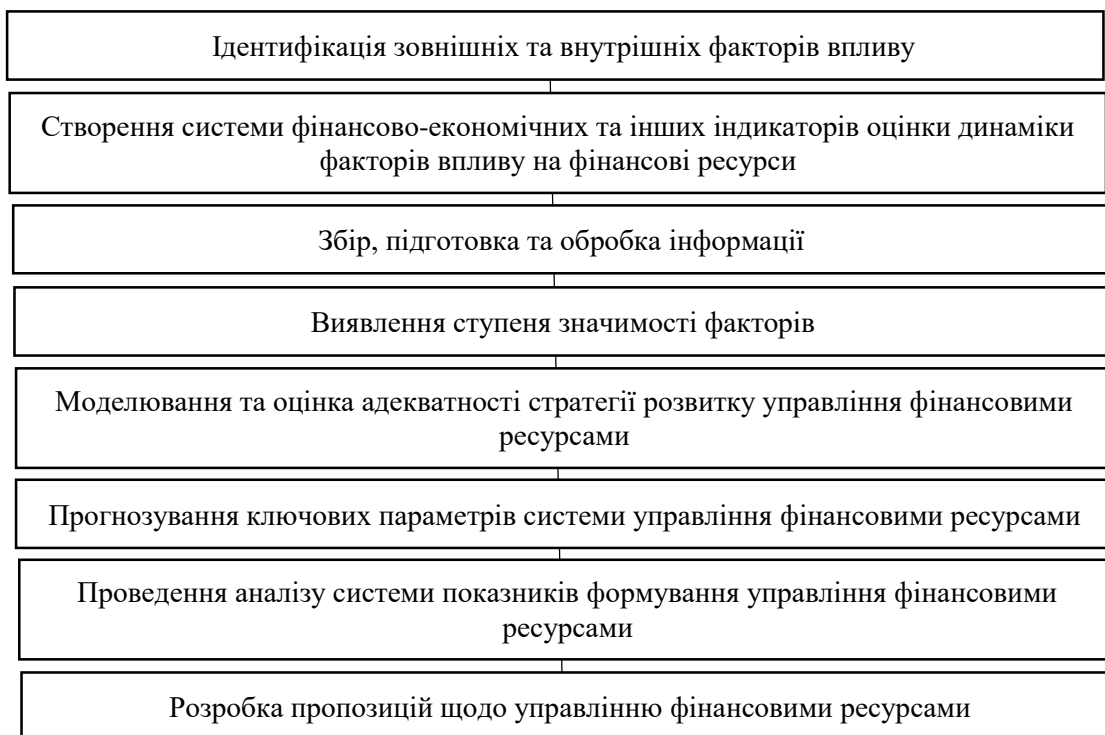 Ідентифікація зовнішніх та внутрішніх факторів впливу
Створення системи фінансово-економічних та інших індикаторів оцінки динаміки
факторів впливу на фінансові ресурси
Збір, підготовка та обробка інформації
Виявлення ступеня значимості факторів
Моделювання та оцінка адекватності стратегії розвитку управління фінансовими
ресурсами
Прогнозування ключових параметрів системи управління фінансовими ресурсами
Проведення аналізу системи показників формування управління фінансовими
ресурсами
Розробка пропозицій щодо управлінню фінансовими ресурсами